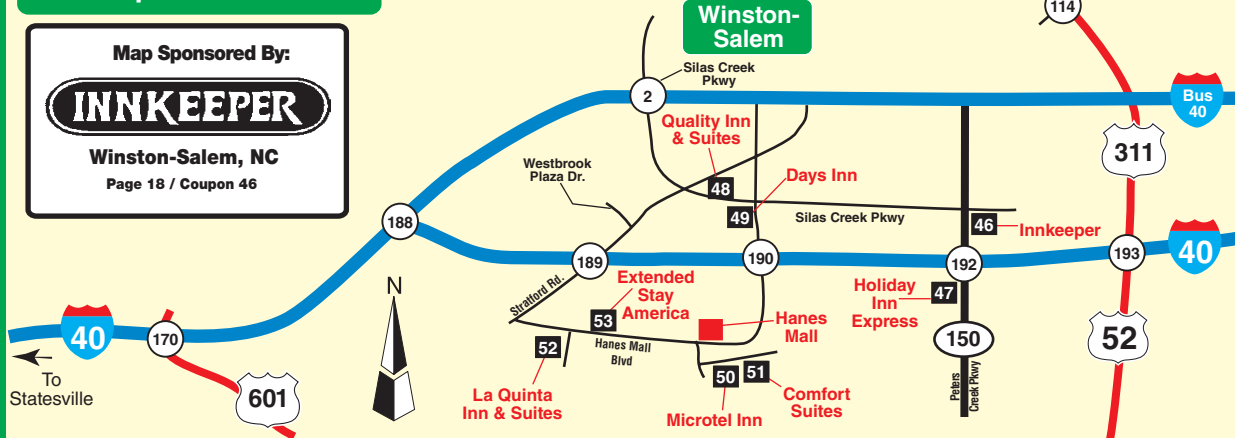 Map Sponsored By:
INNKEEPER
Winston-Salem, NC
Page 18 / Coupon 46
Winston-
Salem
114
Silas Creek
Pkwy
2
Bus
40
Quality Inn
& Suites
311
Westbrook
Plaza Dr.
48
Days Inn
49
Silas Creek Pkwy
46
Innkeeper
188
189
190
192
193
40
Stratford Rd.
Extended
Stay
America
53
Holiday
Inn
Express
47
N
Hanes
Mall
40
170
52
Hanes Mall
Blvd
150
52
To
Statesville
601
La Quinta
Inn & Suites
50
51
Microtel Inn
Comfort
Suites
Peters
Creek Pkwy